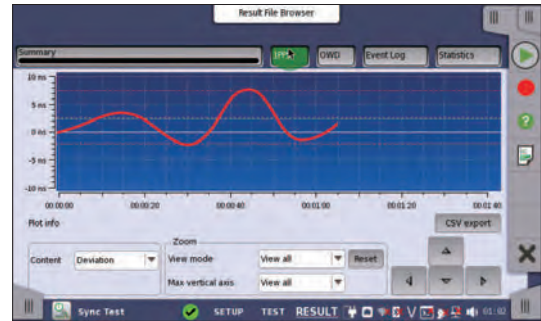 Result File Browser
Summary
1PPS
OWD
Event Log
Statistics
10 ns
5 ns
0 ns
-5 ns
-10 ns
00:00:00
00:00:20
00:00:40
00:01:00
00:01:20
00:01:40
Plot info
CSV export
Zoom
Content
Deviation
View mode
View all
Reset
Max vertical axis
View all
Sync Test
SETUP
TEST
RESULT
01:02